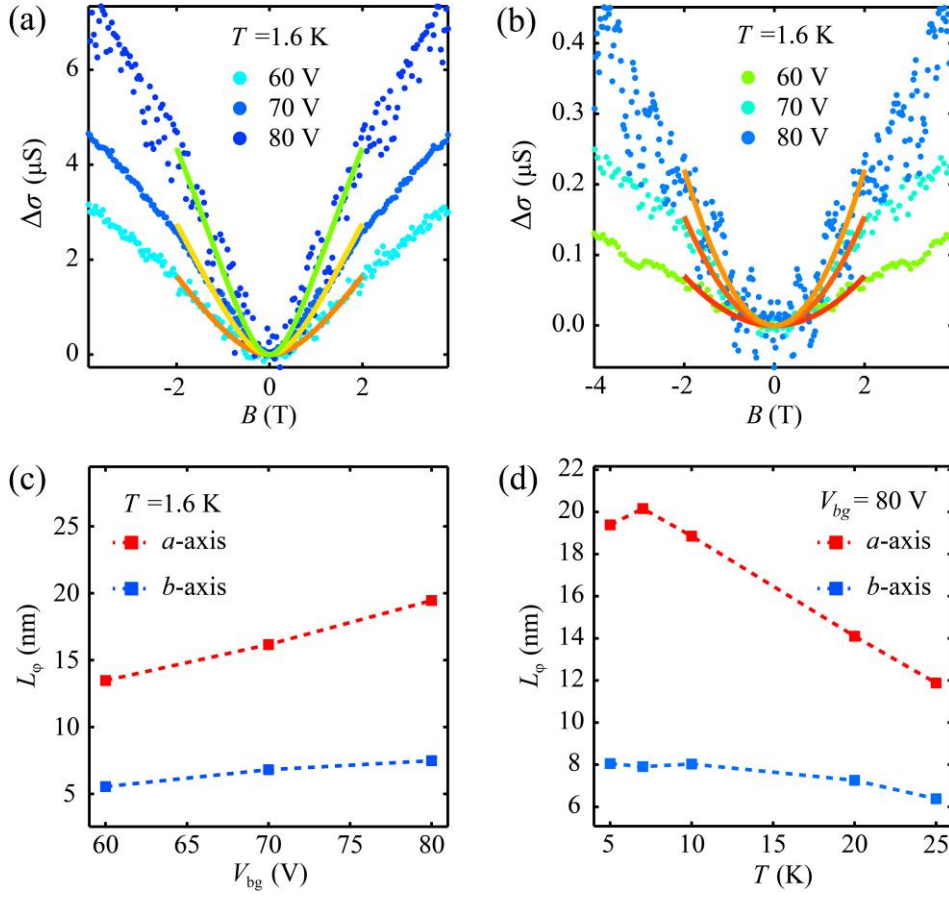 (a)
T =1.6 K
60 V
70 V
80 V
Δσ (μS)
6
4
2
0
-2
0
2
B (T)
(b)
T =1.6 K
60 V
70 V
80 V
Δσ (μS)
0.4
0.3
0.2
0.1
0.0
-4
-2
0
2
B (T)
(c)
T =1.6 K
a-axis
b-axis
Lφ (nm)
25
20
15
10
5
60
65
70
75
80
Vbg (V)
(d)
Vbg = 80 V
a-axis
b-axis
Lφ (nm)
22
20
18
16
14
12
10
8
6
5
10
15
20
25
T (K)